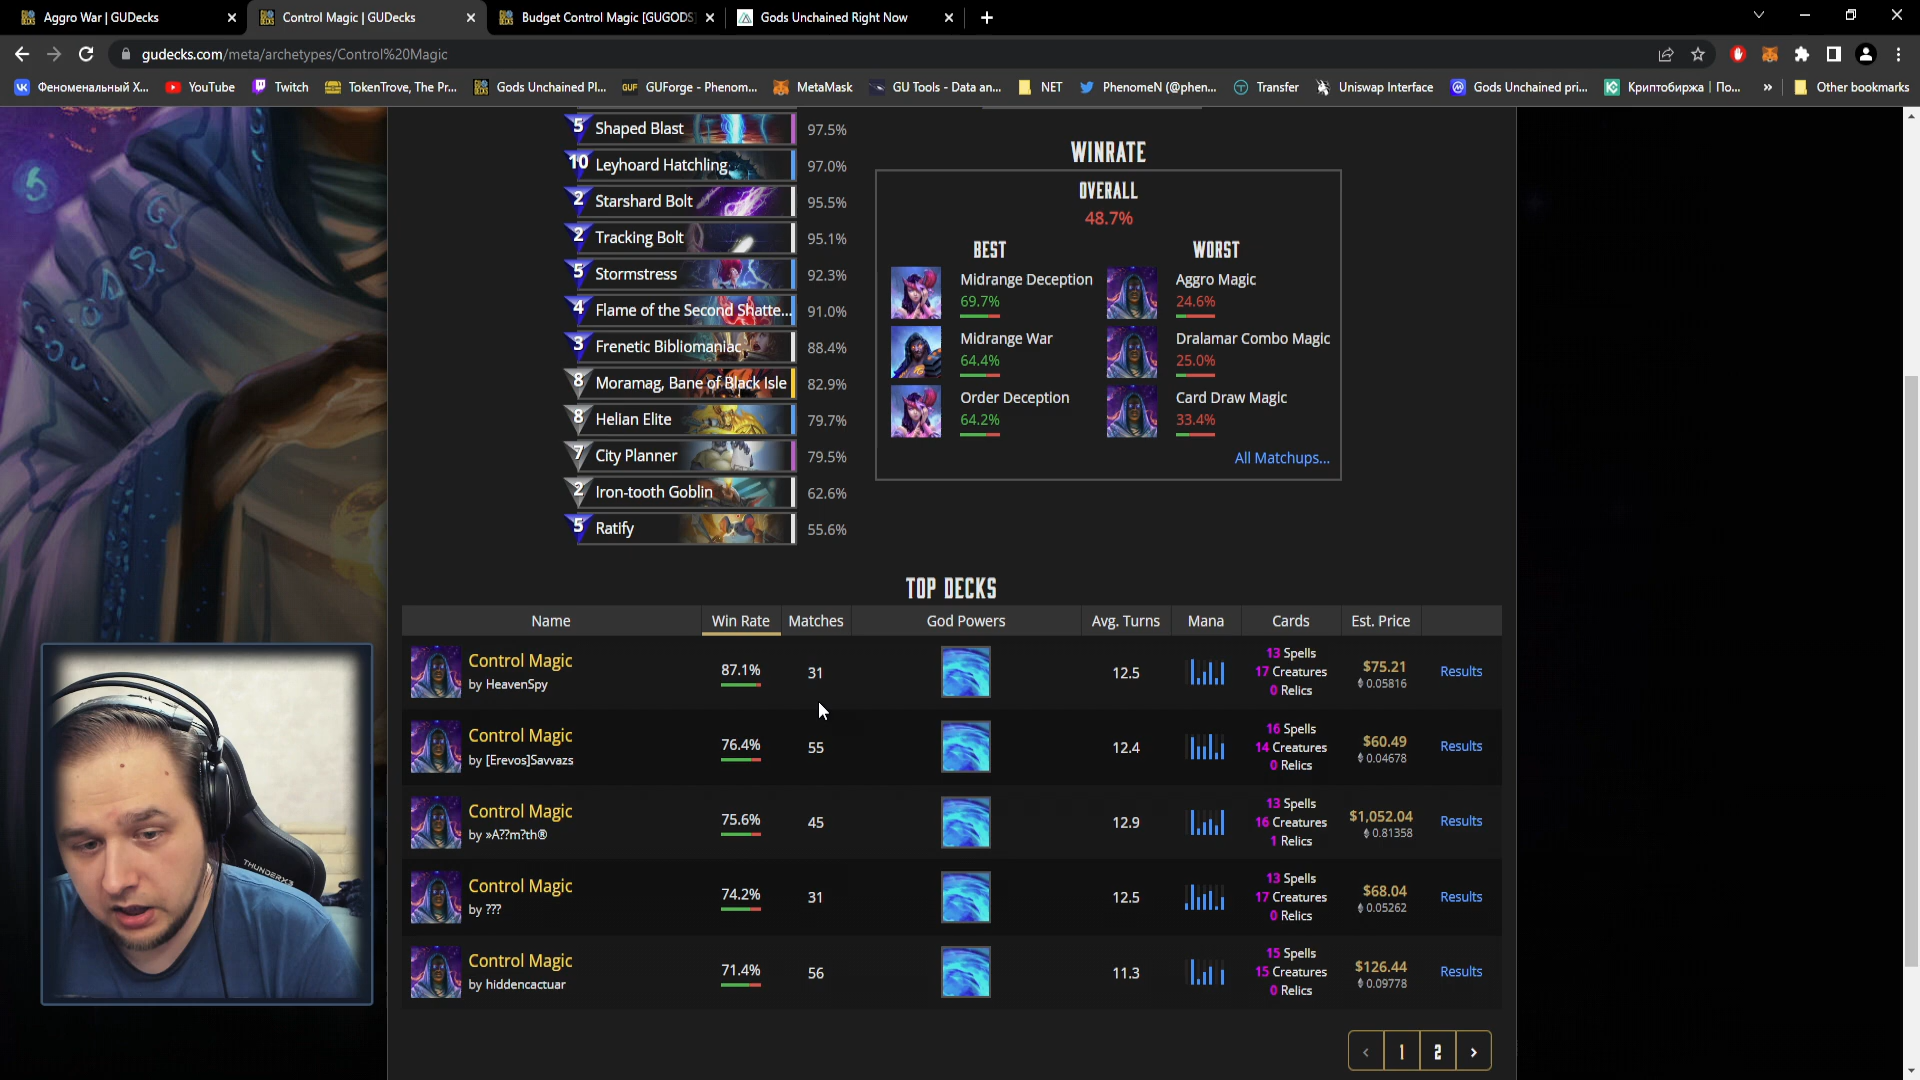 Aggro War | GUDecks
Control Magic | GUDecks
Budget Control Magic [GUGODS
Gods Unchained Right Now
gudecks.com/meta/archetypes/Control%20Magic
Феноменальный Х...
YouTube
Twitch
TokenTrove, The Pr...
Gods Unchained Pl...
GUF
GUForge - Phenom...
MetaMask
GU Tools - Data an...
NET
PhenomeN (@phen...
Transfer
Uniswap Interface
Gods Unchained pri...
Криптобиржа | По...
»
Other bookmarks
5 Shaped Blast 97.5%
10 Leyhoard Hatchling 97.0%
2 Starshard Bolt 95.5%
2 Tracking Bolt 95.1%
5 Stormstress 92.3%
4 Flame of the Second Shatte... 91.0%
3 Frenetic Bibliomaniac 88.4%
8 Moramag, Bane of Black Isle 82.9%
8 Helian Elite 79.7%
7 City Planner 79.5%
2 Iron-tooth Goblin 62.6%
5 Ratify 55.6%
WINRATE
OVERALL
48.7%
BEST WORST
Midrange Deception Aggro Magic
69.7% 24.6%
Midrange War Dralamar Combo Magic
64.4% 25.0%
Order Deception Card Draw Magic
64.2% 33.4%
All Matchups...
TOP DECKS
Name Win Rate Matches God Powers Avg. Turns Mana Cards Est. Price
Control Magic
by HeavenSpy
87.1% 31 12.5
13 Spells
17 Creatures
0 Relics
$75.21
0.05816
Results
Control Magic
by [Erevos]Savvazs
76.4% 55 12.4
16 Spells
14 Creatures
0 Relics
$60.49
0.04678
Results
Control Magic
by »A??m?th®
75.6% 45 12.9
13 Spells
16 Creatures
1 Relics
$1,052.04
0.81358
Results
Control Magic
by ???
74.2% 31 12.5
13 Spells
17 Creatures
0 Relics
$68.04
0.05262
Results
Control Magic
by hiddencactuar
71.4% 56 11.3
15 Spells
15 Creatures
0 Relics
$126.44
0.09778
Results
‹ 1 2 ›
THUNDERX3